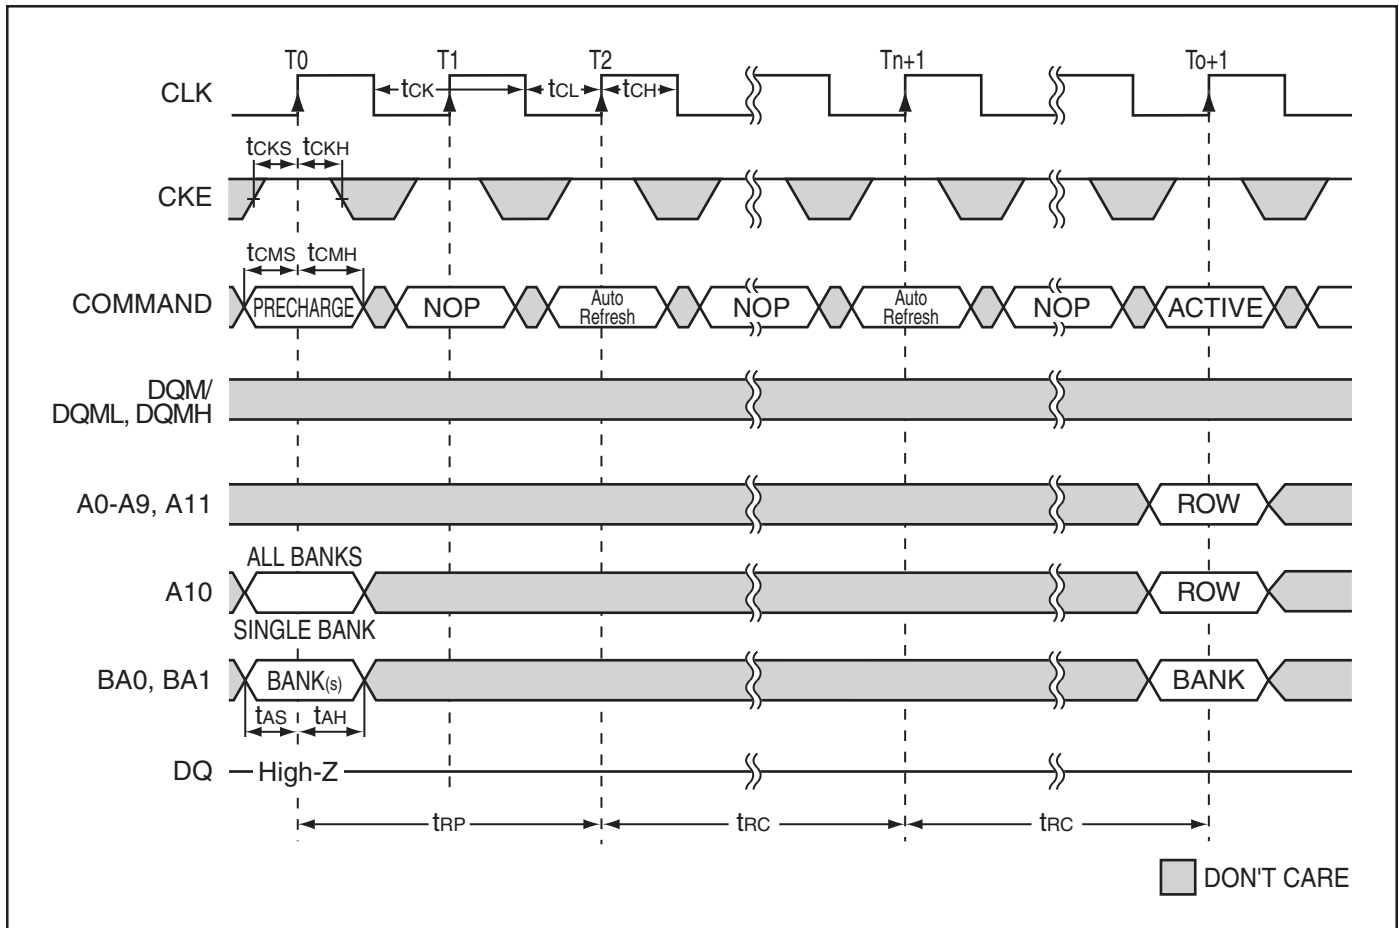 T0 T1 T2 Tn+1 To+1
CLK tCK tCL tCH
tCKS tCKH
CKE
tCMS tCMH
COMMAND PRECHARGE NOP Auto Refresh NOP Auto Refresh NOP ACTIVE
DQM/
DQML, DQMH
A0-A9, A11 ROW
ALL BANKS
A10 ROW
SINGLE BANK
BA0, BA1 BANK(s) BANK
tAS tAH
DQ High-Z
tRP tRC tRC
DON'T CARE